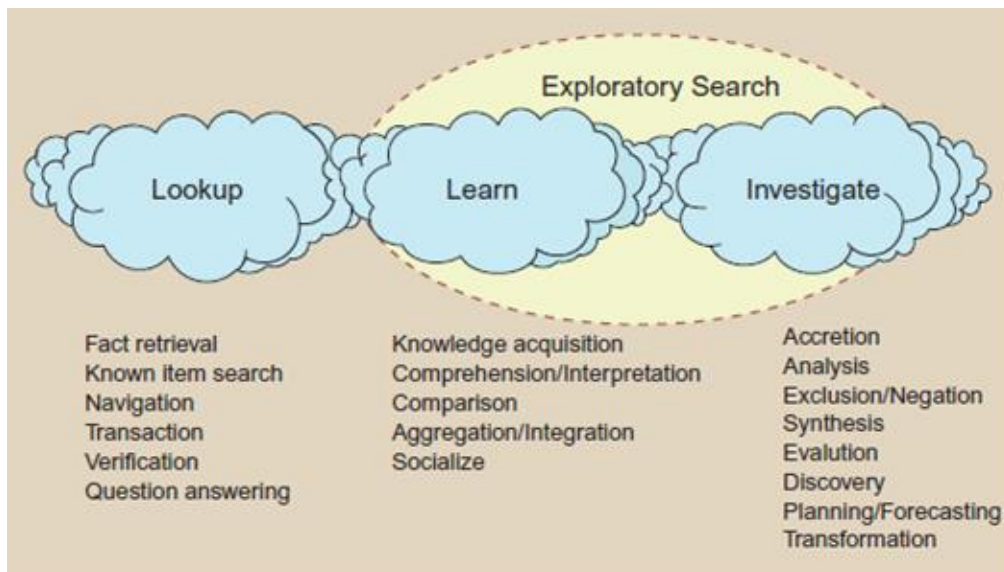 Exploratory Search
Lookup
Learn
Investigate
Fact retrieval
Known item search
Navigation
Transaction
Verification
Question answering
Knowledge acquisition
Comprehension/Interpretation
Comparison
Aggregation/Integration
Socialize
Accretion
Analysis
Exclusion/Negation
Synthesis
Evalution
Discovery
Planning/Forecasting
Transformation